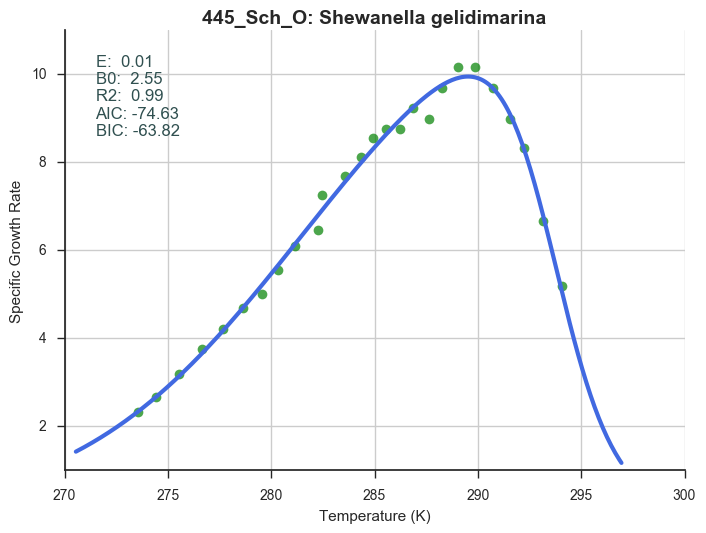 445_Sch_O: Shewanella gelidimarina
E:  0.01
B0:  2.55
R2:  0.99
AIC: -74.63
BIC: -63.82
10
8
6
4
2
Specific Growth Rate
270 275 280 285 290 295 300
Temperature (K)